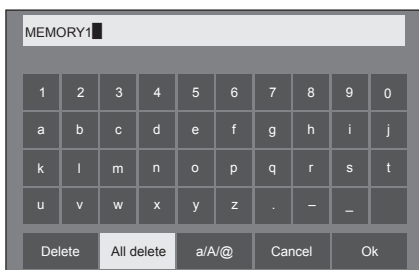 MEMORY1
1 2 3 4 5 6 7 8 9 0
a b c d e f g h i j
k l m n o p q r s t
u v w x y z . – _
Delete All delete a/A/@ Cancel Ok